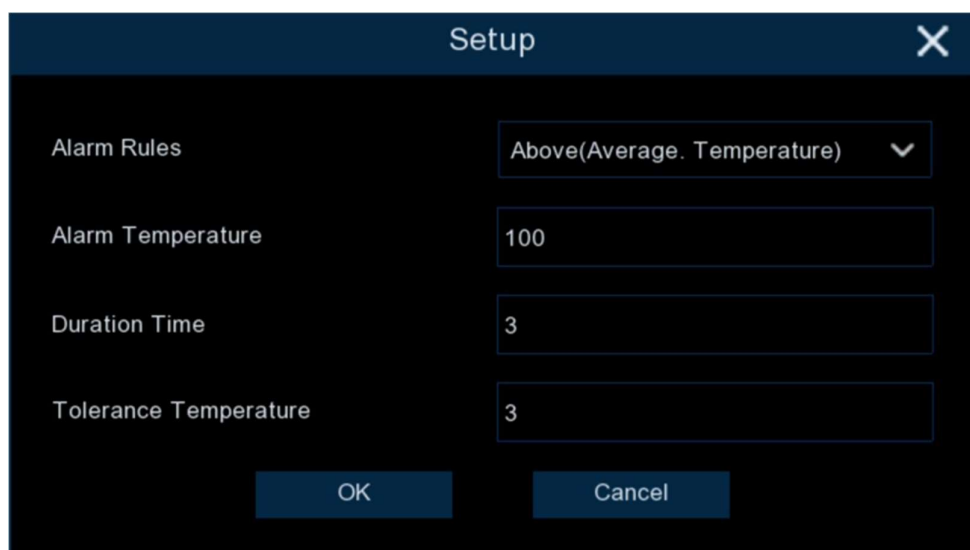 Setup
Alarm Rules
Above(Average. Temperature)
Alarm Temperature
100
Duration Time
3
Tolerance Temperature
3
OK
Cancel